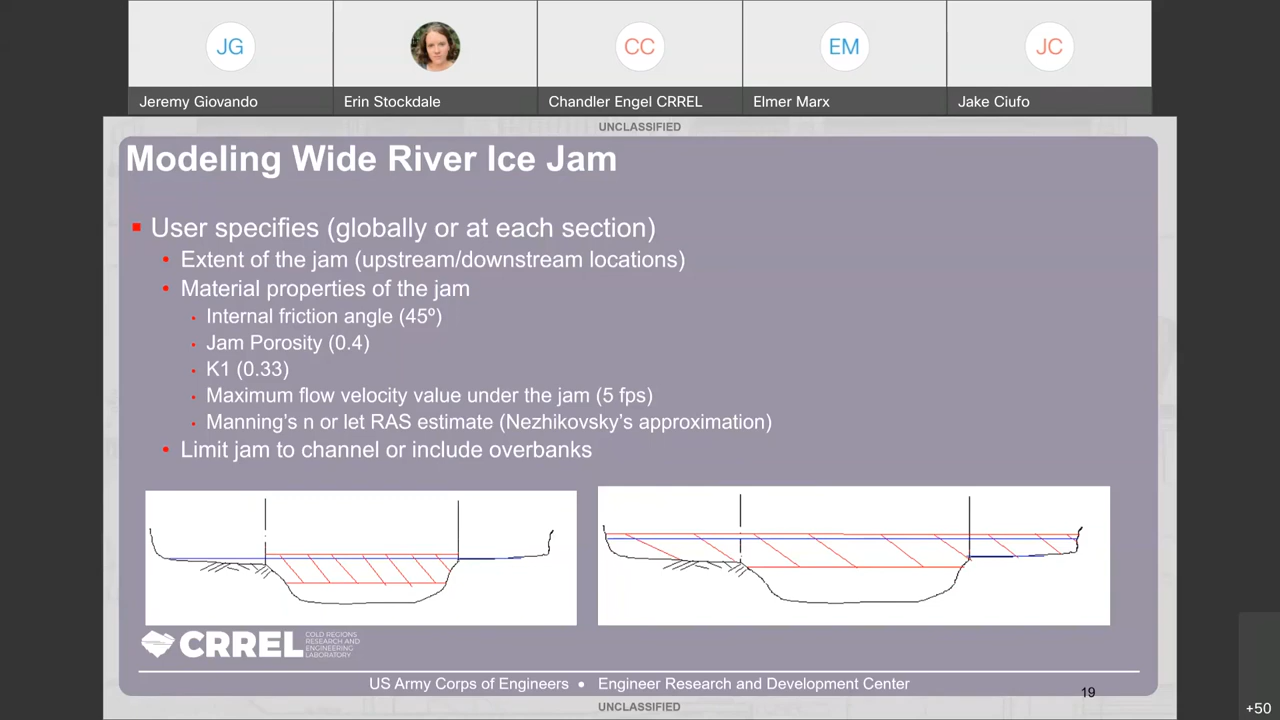 JG
CC
EM
JC
Jeremy Giovando
Erin Stockdale
Chandler Engel CRREL
Elmer Marx
Jake Ciufo
UNCLASSIFIED
Modeling Wide River Ice Jam
User specifies (globally or at each section)
Extent of the jam (upstream/downstream locations)
Material properties of the jam
Internal friction angle (45º)
Jam Porosity (0.4)
K1 (0.33)
Maximum flow velocity value under the jam (5 fps)
Manning's n or let RAS estimate (Nezhikovsky's approximation)
Limit jam to channel or include overbanks
CRREL
COLD REGIONS
RESEARCH AND
ENGINEERING
LABORATORY
US Army Corps of Engineers • Engineer Research and Development Center
19
UNCLASSIFIED
+50